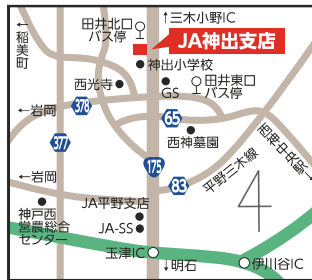 田井北口
バス停
↑三木小野IC
←稲美町
JA神出支店
神出小学校
西光寺
GS
田井東口
バス停
←岩岡
378
65
西神墓園
377
175
←岩岡
83
平野三木線
西神中央駅↓
神戸西
営農総合
センター
JA平野支店
JA-SS
玉津IC
↓明石
伊川谷IC
4